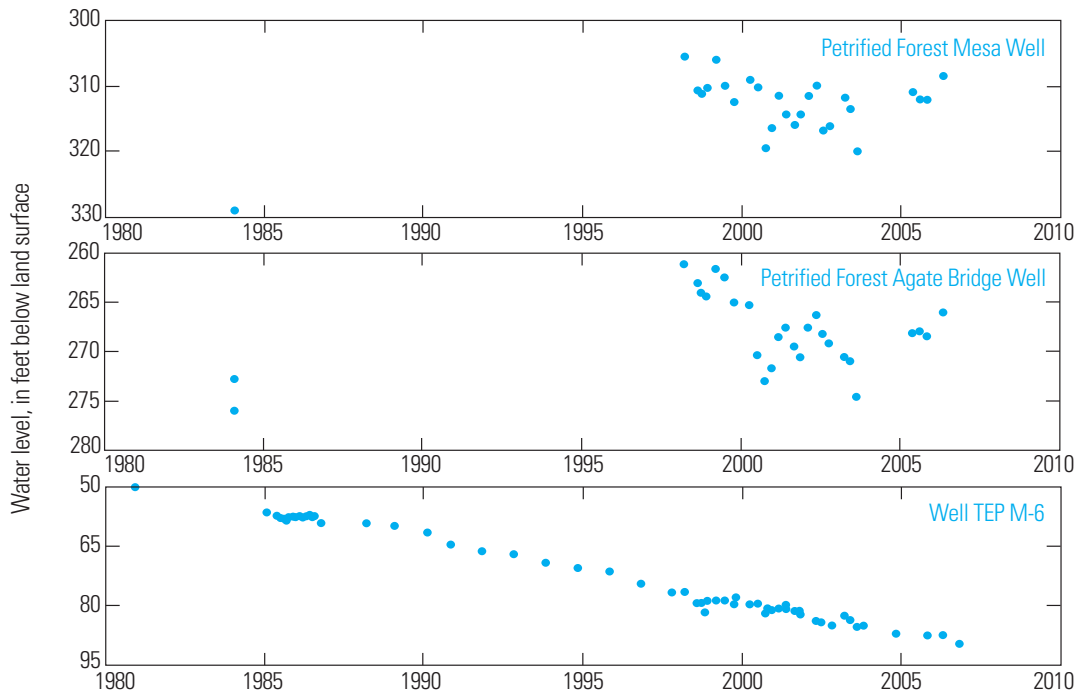 Water level, in feet below land surface
300
Petrified Forest Mesa Well
310
320
330
1980 1985 1990 1995 2000 2005 2010
260
Petrified Forest Agate Bridge Well
265
270
275
280
1980 1985 1990 1995 2000 2005 2010
50
Well TEP M-6
65
80
95
1980 1985 1990 1995 2000 2005 2010